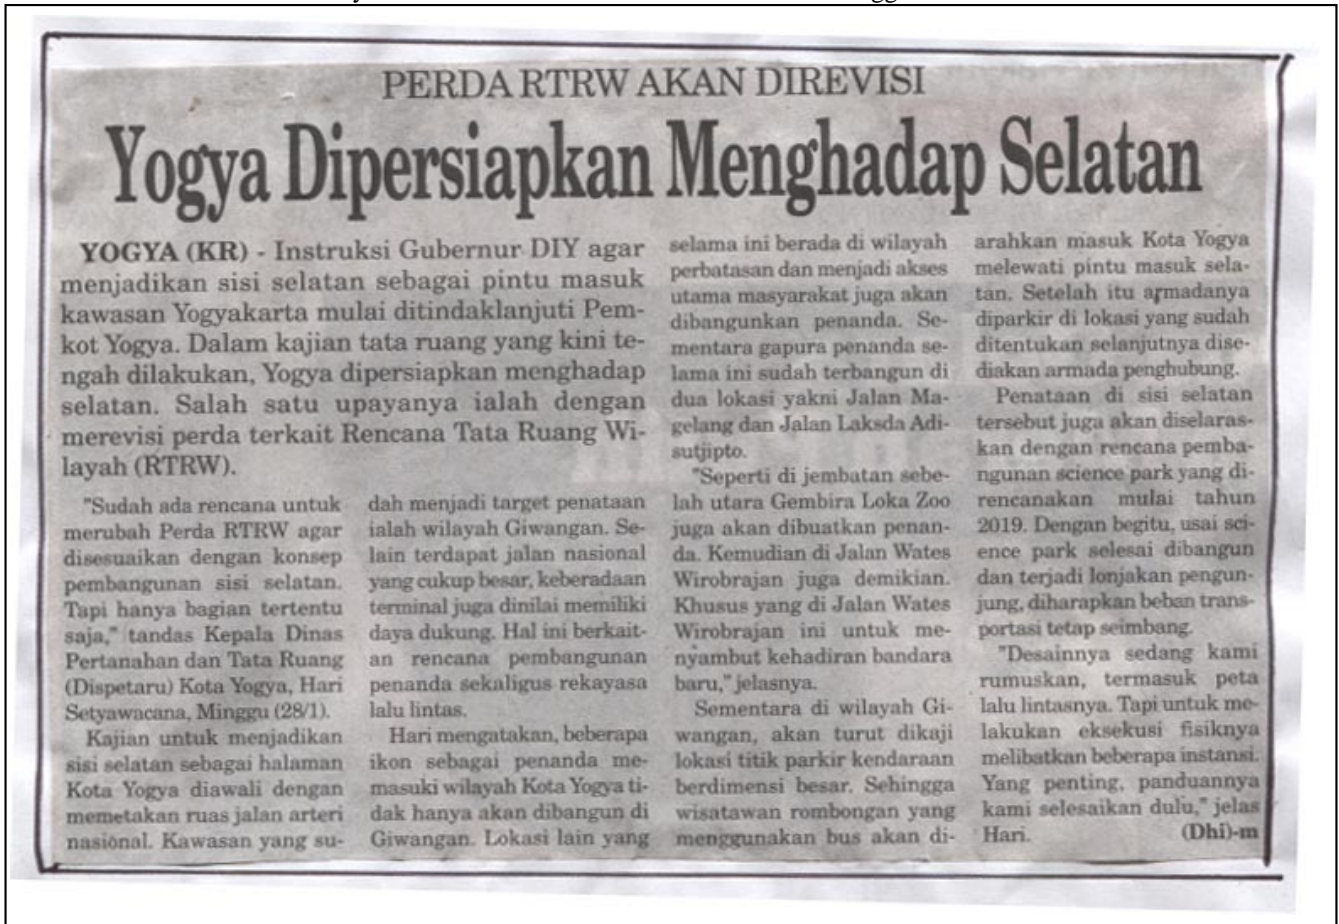 PERDA RTRW AKAN DIREVISI
Yogya Dipersiapkan Menghadap Selatan
YOGYA (KR) - Instruksi Gubernur DIY agar
menjadikan sisi selatan sebagai pintu masuk
kawasan Yogyakarta mulai ditindaklanjuti Pem-
kot Yogya. Dalam kajian tata ruang yang kini te-
ngah dilakukan, Yogya dipersiapkan menghadap
selatan. Salah satu upayanya ialah dengan
merevisi perda terkait Rencana Tata Ruang Wi-
layah (RTRW).
"Sudah ada rencana untuk
merubah Perda RTRW agar
disesuaikan dengan konsep
pembangunan sisi selatan.
Tapi hanya bagian tertentu
saja," tandas Kepala Dinas
Pertanahan dan Tata Ruang
(Dispetaru) Kota Yogya, Hari
Setyawacana, Minggu (28/1).
Kajian untuk menjadikan
sisi selatan sebagai halaman
Kota Yogya diawali dengan
memetakan ruas jalan arteri
nasional. Kawasan yang su-
dah menjadi target penataan
ialah wilayah Giwangan. Se-
lain terdapat jalan nasional
yang cukup besar, keberadaan
terminal juga dinilai memiliki
daya dukung. Hal ini berkait-
an rencana pembangunan
penanda sekaligus rekayasa
lalu lintas.
Hari mengatakan, beberapa
ikon sebagai penanda me-
masuki wilayah Kota Yogya ti-
dak hanya akan dibangun di
Giwangan. Lokasi lain yang
selama ini berada di wilayah
perbatasan dan menjadi akses
utama masyarakat juga akan
dibangunkan penanda. Se-
mentara gapura penanda se-
lama ini sudah terbangun di
dua lokasi yakni Jalan Ma-
gelang dan Jalan Laksda Adi-
sutjipto.
"Seperti di jembatan sebe-
lah utara Gembira Loka Zoo
juga akan dibuatkan penan-
da. Kemudian di Jalan Wates
Wirobrajan juga demikian.
Khusus yang di Jalan Wates
Wirobrajan ini untuk me-
nyambut kehadiran bandara
baru," jelasnya.
Sementara di wilayah Gi-
wangan, akan turut dikaji
lokasi titik parkir kendaraan
berdimensi besar. Sehingga
wisatawan rombongan yang
menggunakan bus akan di-
arahkan masuk Kota Yogya
melewati pintu masuk sela-
tan. Setelah itu armadanya
diparkir di lokasi yang sudah
ditentukan selanjutnya dise-
diakan armada penghubung.
Penataan di sisi selatan
tersebut juga akan diselaras-
kan dengan rencana pemba-
ngunan science park yang di-
rencanakan mulai tahun
2019. Dengan begitu, usai sci-
ence park selesai dibangun
dan terjadi lonjakan pengun-
jung, diharapkan beban trans-
portasi tetap seimbang.
"Desainnya sedang kami
rumuskan, termasuk peta
lalu lintasnya. Tapi untuk me-
lakukan eksekusi fisiknya
melibatkan beberapa instansi.
Yang penting, panduannya
kami selesaikan dulu," jelas
Hari. (Dhi)-m